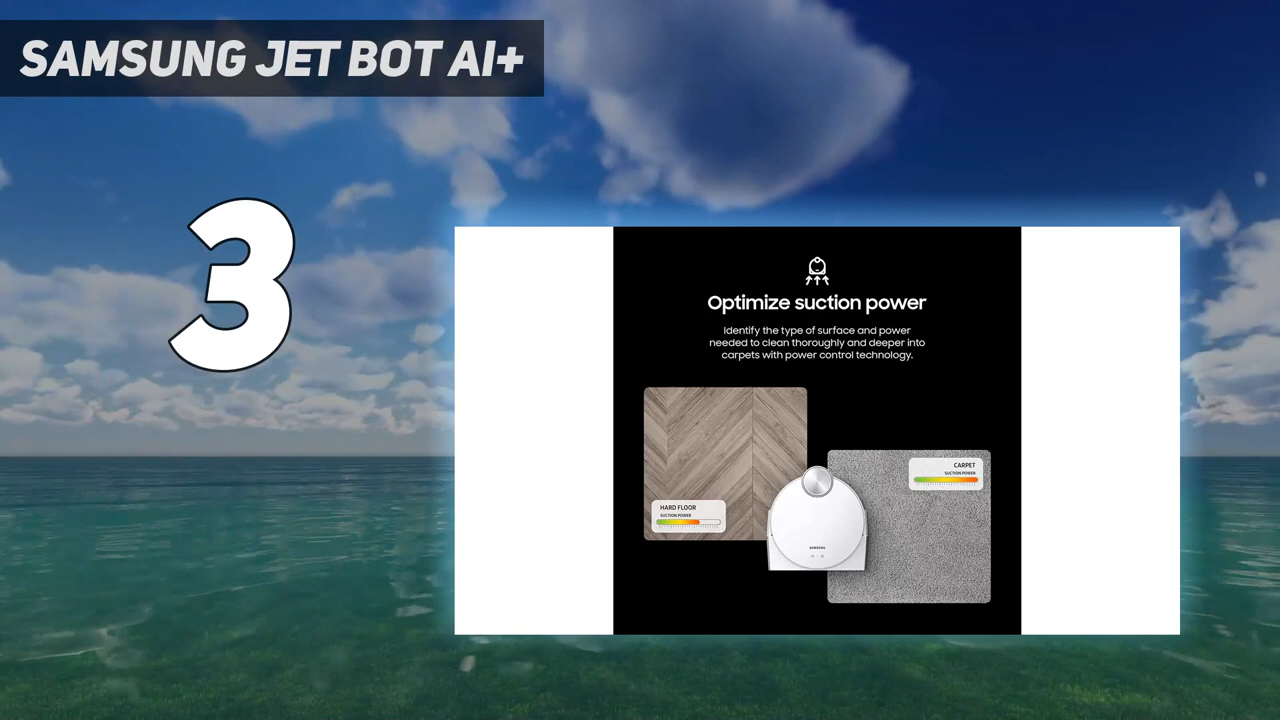 SAMSUNG JET BOT AI+
3
Optimize suction power
Identify the type of surface and power
needed to clean thoroughly and deeper into
carpets with power control technology.
CARPET
SUCTION POWER
HARD FLOOR
SUCTION POWER
SAMSUNG